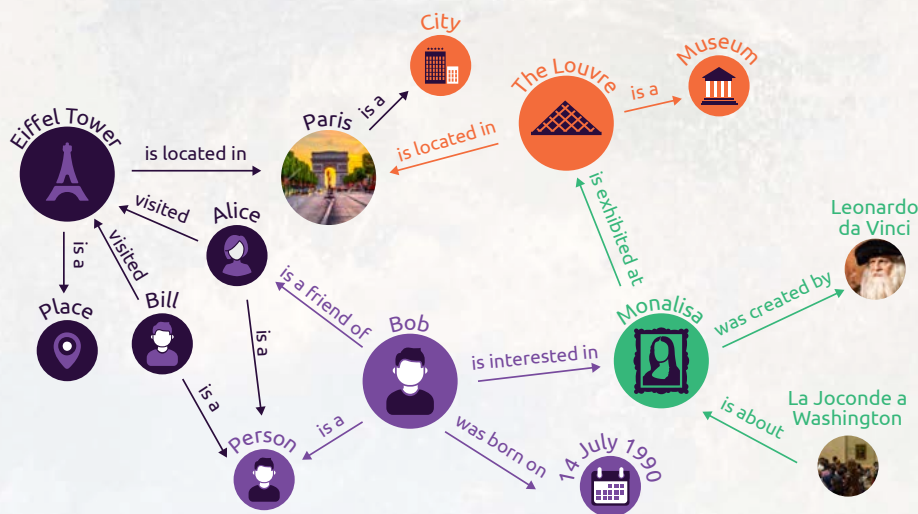 City
Museum
The Louvre
is a
Eiffel Tower
Paris
is a
is located in
is located in
visited
Alice
is exhibited at
Leonardo
da Vinci
is a
visited
Place
Bill
is a friend of
Bob
Monalisa
was created by
is a
is interested in
is a
La Joconde a
Washington
is about
Person
is a
was born on
14 July 1990